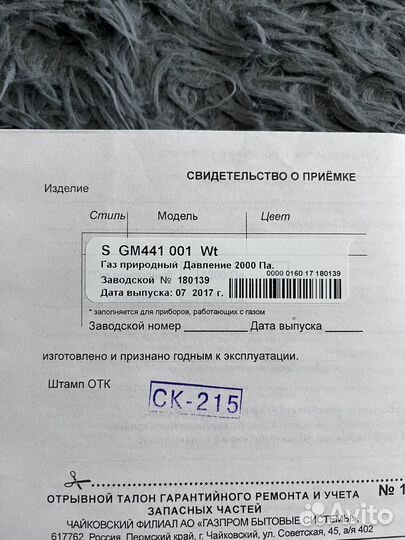 СВИДЕТЕЛЬСТВО О ПРИЁМКЕ
Изделие
Стиль Модель Цвет
S GM441 001 Wt
Газ природный Давление 2000 Па.
Заводской № 180139
0000 0160 17 180139
Дата выпуска: 07 2017 г.
* заполняется для приборов, работающих с газом
Заводской номер Дата выпуска
изготовлено и признано годным к эксплуатации.
Штамп ОТК
СК-215
№ 1
ОТРЫВНОЙ ТАЛОН ГАРАНТИЙНОГО РЕМОНТА И УЧЕТА
ЗАПАСНЫХ ЧАСТЕЙ
ЧАЙКОВСКИЙ ФИЛИАЛ АО «ГАЗПРОМ БЫТОВЫЕ СИСТЕМЫ»,
617762, Россия, Пермский край, г. Чайковский, ул. Советская, 45, а/я 402
Avito